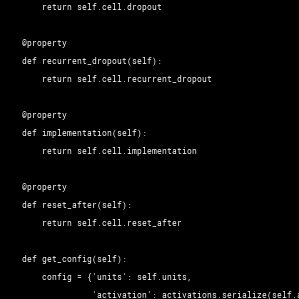 return self.cell.dropout
@property
def recurrent_dropout(self):
return self.cell.recurrent_dropout
@property
def implementation(self):
return self.cell.implementation
@property
def reset_after(self):
return self.cell.reset_after
def get_config(self):
config = {'units': self.units,
'activation': activations.serialize(self.a